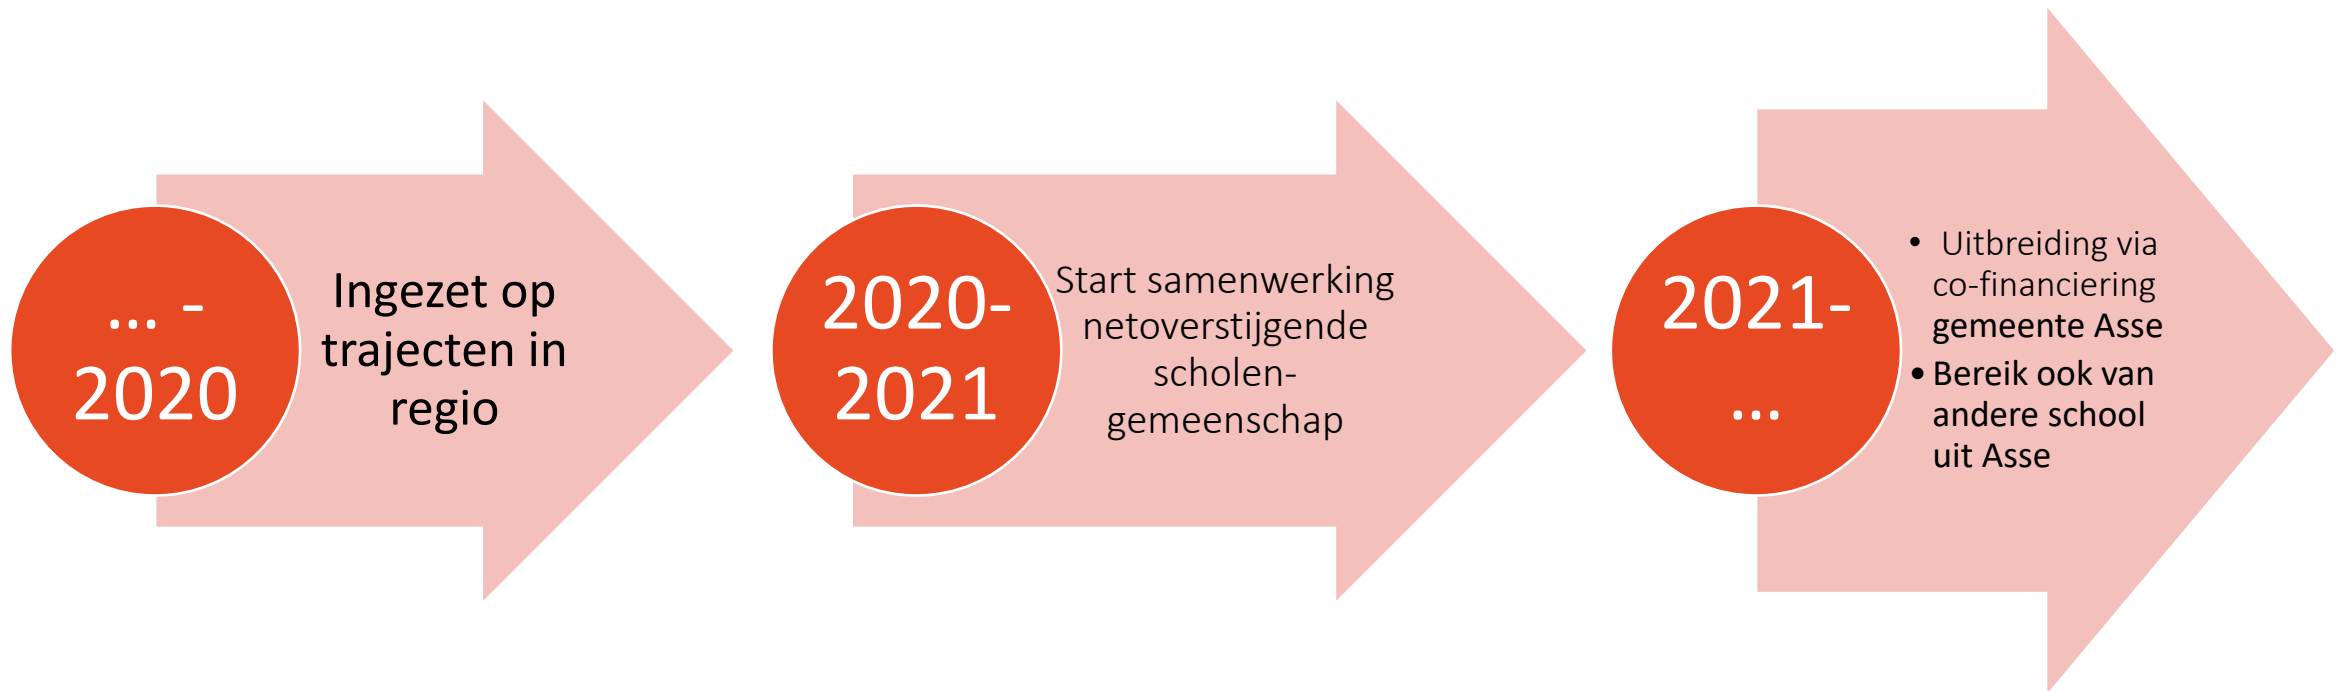 ... -
2020
Ingezet op
trajecten in
regio
2020-
2021
Start samenwerking
netoverstijgende
scholen-
gemeenschap
2021-
...
• Uitbreiding via
co-financiering
gemeente Asse
• Bereik ook van
andere school
uit Asse